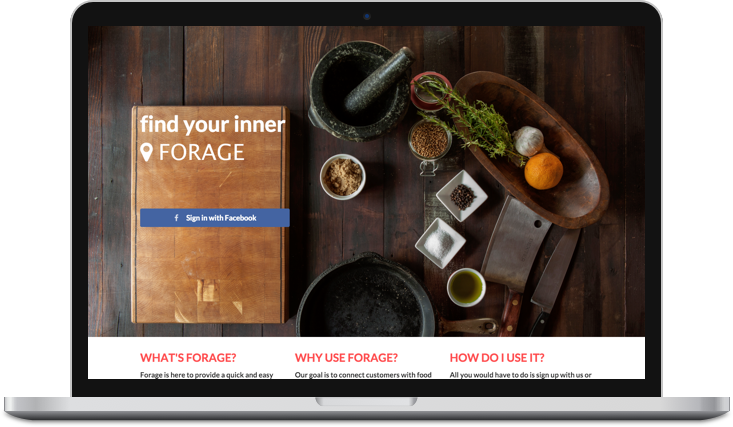 find your inner
FORAGE
Sign in with Facebook
WHAT'S FORAGE?
Forage is here to provide a quick and easy
WHY USE FORAGE?
Our goal is to connect customers with food
HOW DO I USE IT?
All you would have to do is sign up with us or